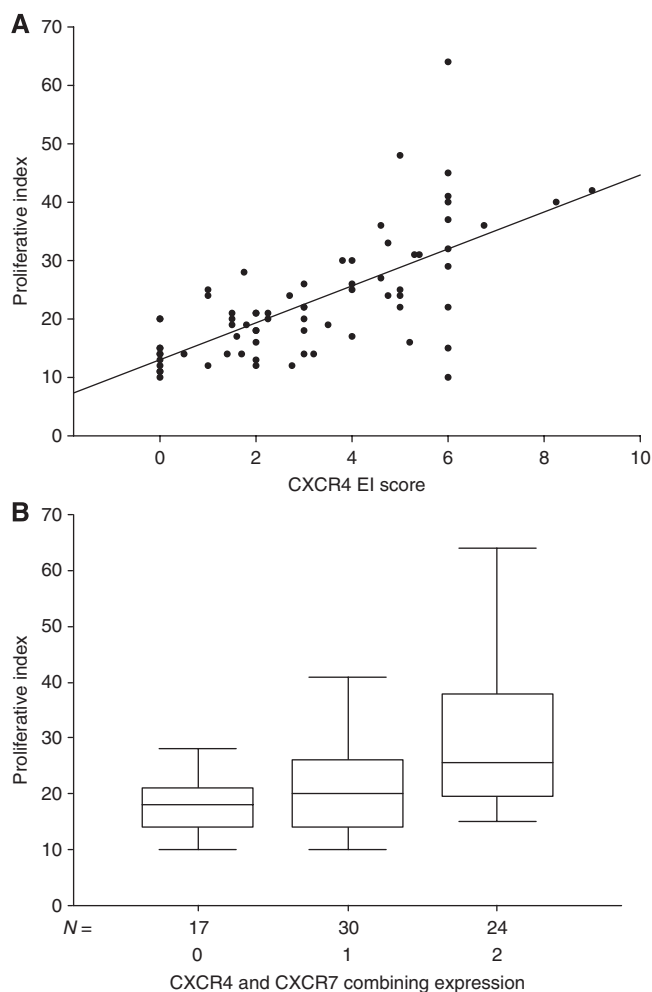 A
70
60
50
40
30
20
10
0
Proliferative index
0 2 4 6 8 10
CXCR4 EI score
B
70
60
50
40
30
20
10
0
Proliferative index
N = 17 30 24
0 1 2
CXCR4 and CXCR7 combining expression